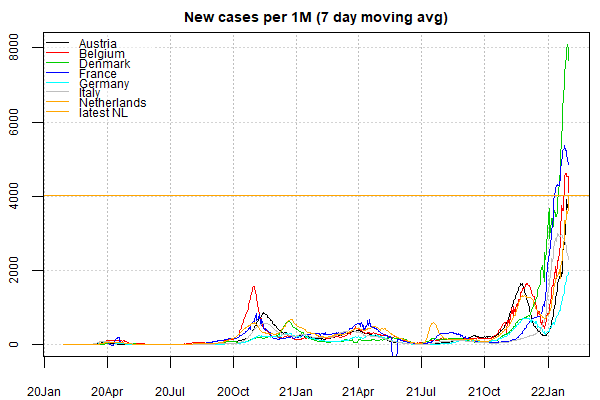 New cases per 1M (7 day moving avg)
Austria
Belgium
Denmark
France
Germany
Italy
Netherlands
latest NL
8000
6000
4000
2000
0
20Jan 20Apr 20Jul 20Oct 21Jan 21Apr 21Jul 21Oct 22Jan